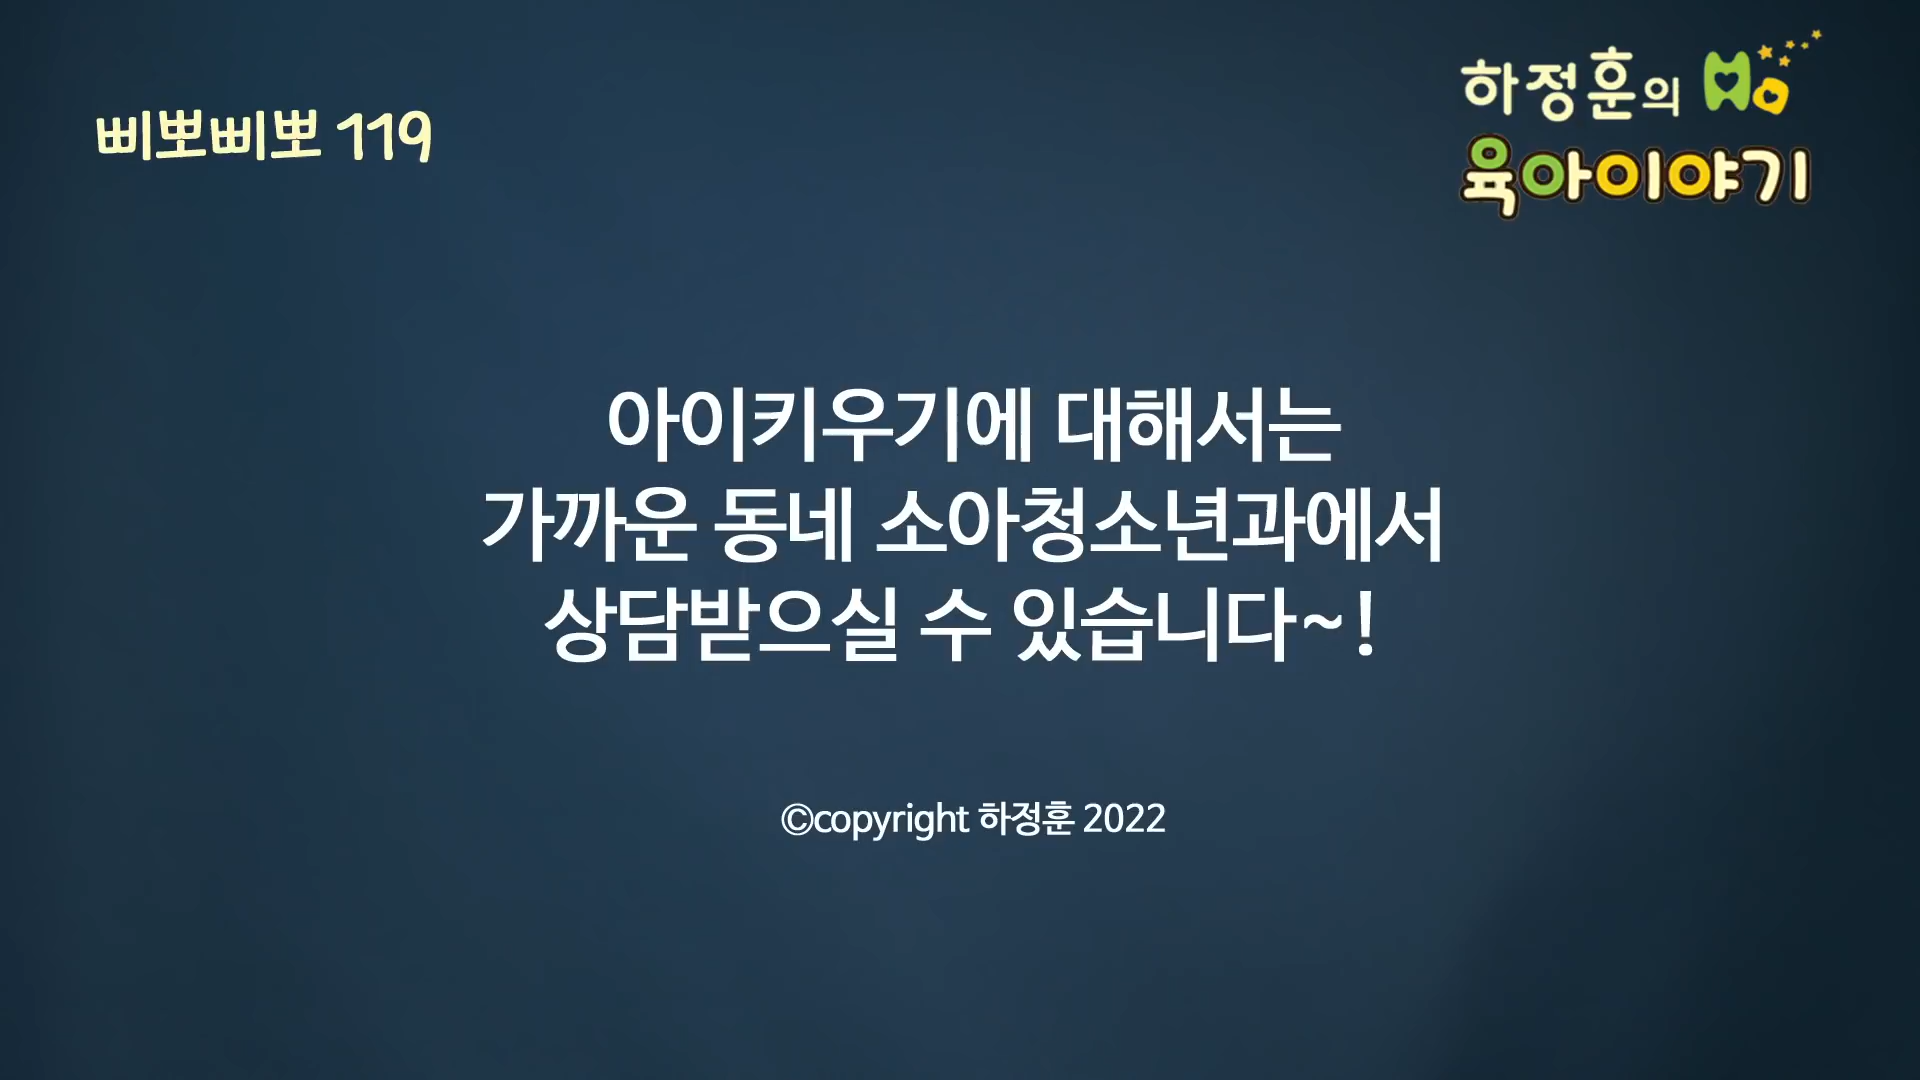 삐뽀삐뽀 119
하정훈의
육아이야기
아이키우기에 대해서는
가까운 동네 소아청소년과에서
상담받으실 수 있습니다~!
©copyright 하정훈 2022